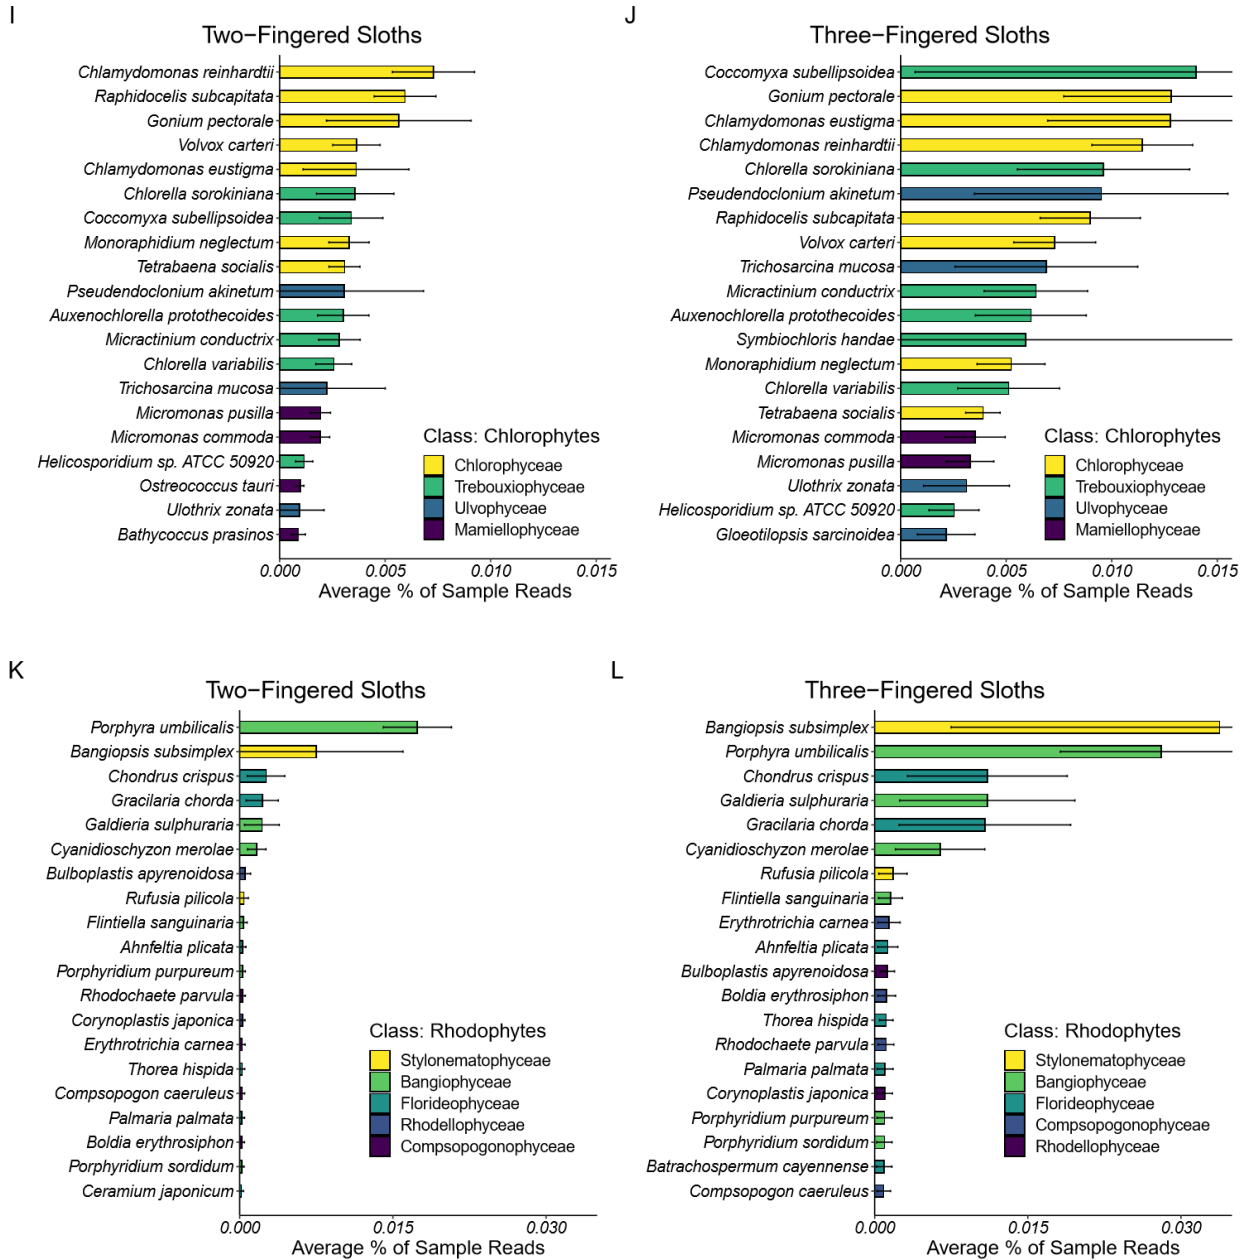 I
Two−Fingered Sloths
Chlamydomonas reinhardtii
Raphidocelis subcapitata
Gonium pectorale
Volvox carteri
Chlamydomonas eustigma
Chlorella sorokiniana
Coccomyxa subellipsoidea
Monoraphidium neglectum
Tetrabaena socialis
Pseudendoclonium akinetum
Auxenochlorella protothecoides
Micractinium conductrix
Chlorella variabilis
Trichosarcina mucosa
Micromonas pusilla
Micromonas commoda
Helicosporidium sp. ATCC 50920
Ostreococcus tauri
Ulothrix zonata
Bathycoccus prasinos
Class: Chlorophytes
Chlorophyceae
Trebouxiophyceae
Ulvophyceae
Mamiellophyceae
0.000 0.005 0.010 0.015
Average % of Sample Reads
J
Three−Fingered Sloths
Coccomyxa subellipsoidea
Gonium pectorale
Chlamydomonas eustigma
Chlamydomonas reinhardtii
Chlorella sorokiniana
Pseudendoclonium akinetum
Raphidocelis subcapitata
Volvox carteri
Trichosarcina mucosa
Micractinium conductrix
Auxenochlorella protothecoides
Symbiochloris handae
Monoraphidium neglectum
Chlorella variabilis
Tetrabaena socialis
Micromonas commoda
Micromonas pusilla
Ulothrix zonata
Helicosporidium sp. ATCC 50920
Gloeotilopsis sarcinoidea
Class: Chlorophytes
Chlorophyceae
Trebouxiophyceae
Ulvophyceae
Mamiellophyceae
0.000 0.005 0.010 0.015
Average % of Sample Reads
K
Two−Fingered Sloths
Porphyra umbilicalis
Bangiopsis subsimplex
Chondrus crispus
Gracilaria chorda
Galdieria sulphuraria
Cyanidioschyzon merolae
Bulboplastis apyrenoidosa
Rufusia pilicola
Flintiella sanguinaria
Ahnfeltia plicata
Porphyridium purpureum
Rhodochaete parvula
Corynoplastis japonica
Erythrotrichia carnea
Thorea hispida
Compsopogon caeruleus
Palmaria palmata
Boldia erythrosiphon
Porphyridium sordidum
Ceramium japonicum
Class: Rhodophytes
Stylonematophyceae
Bangiophyceae
Florideophyceae
Rhodellophyceae
Compsopogonophyceae
0.000 0.015 0.030
Average % of Sample Reads
L
Three−Fingered Sloths
Bangiopsis subsimplex
Porphyra umbilicalis
Chondrus crispus
Galdieria sulphuraria
Gracilaria chorda
Cyanidioschyzon merolae
Rufusia pilicola
Flintiella sanguinaria
Erythrotrichia carnea
Ahnfeltia plicata
Bulboplastis apyrenoidosa
Boldia erythrosiphon
Thorea hispida
Rhodochaete parvula
Palmaria palmata
Corynoplastis japonica
Porphyridium purpureum
Porphyridium sordidum
Batrachospermum cayennense
Compsopogon caeruleus
Class: Rhodophytes
Stylonematophyceae
Bangiophyceae
Florideophyceae
Compsopogonophyceae
Rhodellophyceae
0.000 0.015 0.030
Average % of Sample Reads